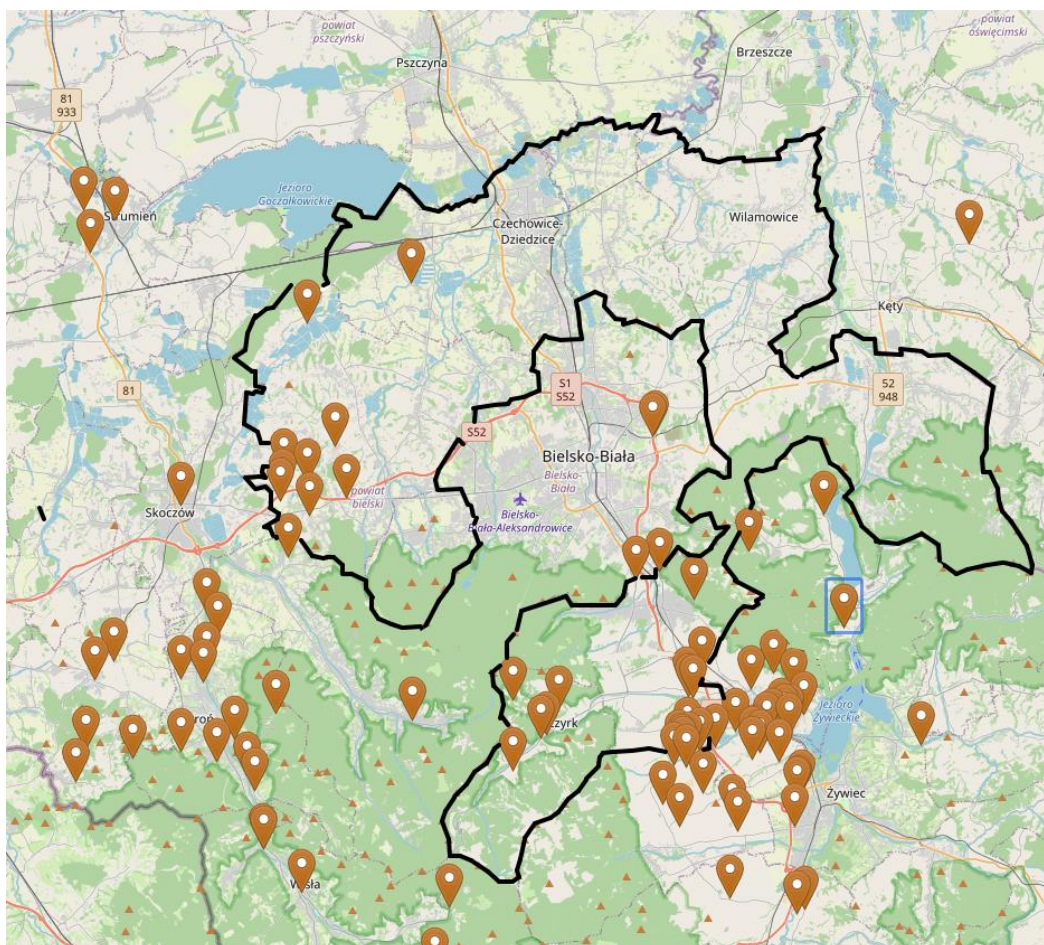 powiat
pszczyński
Pszczyna
Brzeszcze
powiat
oświęcimski
81
933
Jezioro
Goczałkowickie
Strumień
Czechowice-
Dziedzice
Wilamowice
Kęty
81
S1
S52
52
948
S52
Bielsko-Biała
Bielsko-
Biała
powiat
bielski
Skoczów
Bielsko-
Biała-Aleksandrowice
Jezioro
Żywieckie
Żywiec